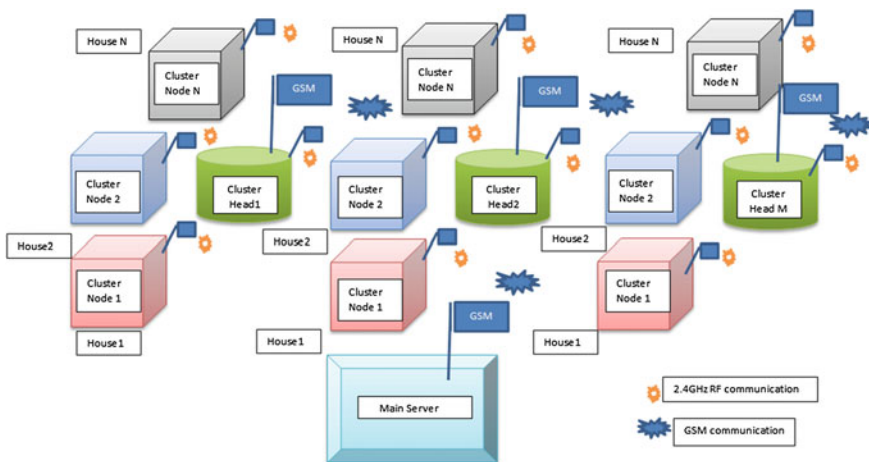 House N
Cluster
Node N
GSM
House N
Cluster
Node N
GSM
House N
Cluster
Node N
GSM
Cluster
Node 2
Cluster
Head1
Cluster
Node 2
Cluster
Head2
Cluster
Node 2
Cluster
Head M
House2
House2
House2
Cluster
Node 1
Cluster
Node 1
Cluster
Node 1
House1
House1
House1
GSM
Main Server
2.4GHz RF communication
GSM communication